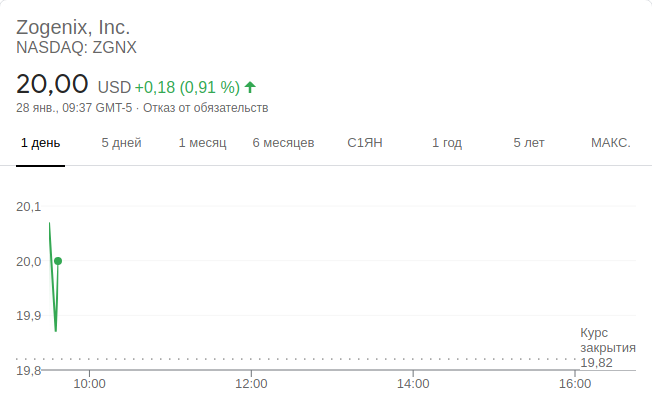 Zogenix, Inc.
NASDAQ: ZGNX
20,00 USD +0,18 (0,91 %)
28 янв., 09:37 GMT-5 · Отказ от обязательств
1 день 5 дней 1 месяц 6 месяцев С1ЯН 1 год 5 лет МАКС.
20,1
20,0
19,9
Курс
закрытия
19,82
19,8
10:00 12:00 14:00 16:00